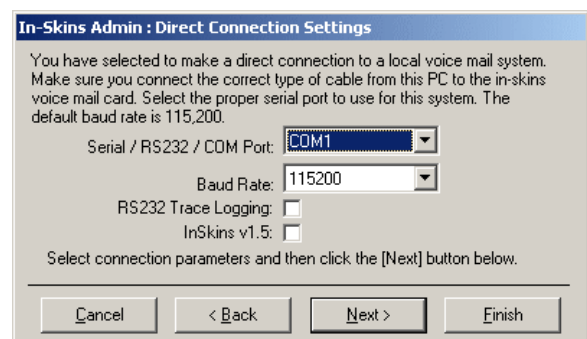 In-Skins Admin : Direct Connection Settings
You have selected to make a direct connection to a local voice mail system.
Make sure you connect the correct type of cable from this PC to the in-skins
voice mail card. Select the proper serial port to use for this system. The
default baud rate is 115,200.
Serial / RS232 / COM Port: COM1
Baud Rate: 115200
RS232 Trace Logging:
InSkins v1.5:
Select connection parameters and then click the [Next] button below.
Cancel < Back Next > Finish